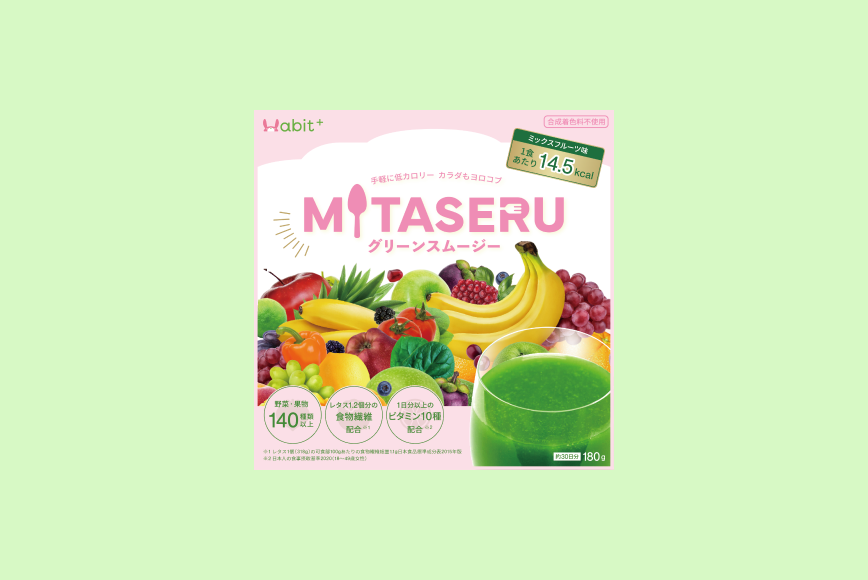 Habit+
合成着色料不使用
ミックスフルーツ味
1食
あたり 14.5 kcal
手軽に低カロリー カラダもヨロコブ
MITASERU
グリーンスムージー
野菜・果物
140種類以上
レタス1.2個分の
食物繊維
配合※1
1日分以上の
ビタミン10種
配合※2
約30日分 180g